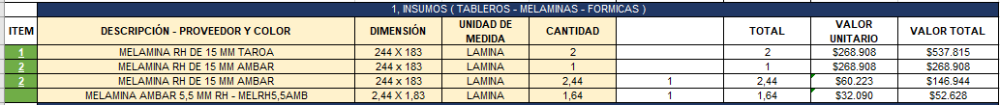 1, INSUMOS ( TABLEROS - MELAMINAS - FORMICAS )
ITEM DESCRIPCIÓN - PROVEEDOR Y COLOR DIMENSIÓN UNIDAD DE MEDIDA CANTIDAD TOTAL VALOR UNITARIO VALOR TOTAL
1 MELAMINA RH DE 15 MM TAROA 244 X 183 LAMINA 2 2 $268.908 $537.815
2 MELAMINA RH DE 15 MM AMBAR 244 x 183 LAMINA 1 1 $268.908 $268.908
2 MELAMINA RH DE 15 MM AMBAR 244 x 183 LAMINA 2,44 1 2,44 $60.223 $146.944
MELAMINA AMBAR 5,5 MM RH - MELRH5,5AMB 2,44 X 1,83 LAMINA 1,64 1 1,64 $32.090 $52.628